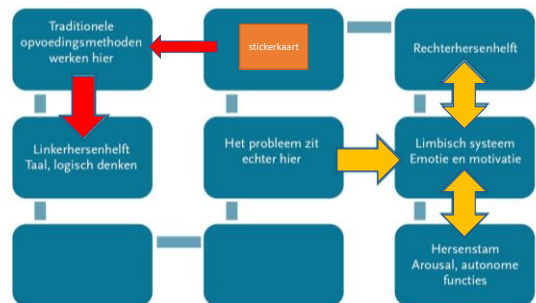 Traditionele
opvoedingsmethoden
werken hier
stickerkaart
Rechterhersenhelft
Linkerhersenhelft
Taal, logisch denken
Het probleem zit
echter hier
Limbisch systeem
Emotie en motivatie
Hersenstam
Arousal, autonome
functies